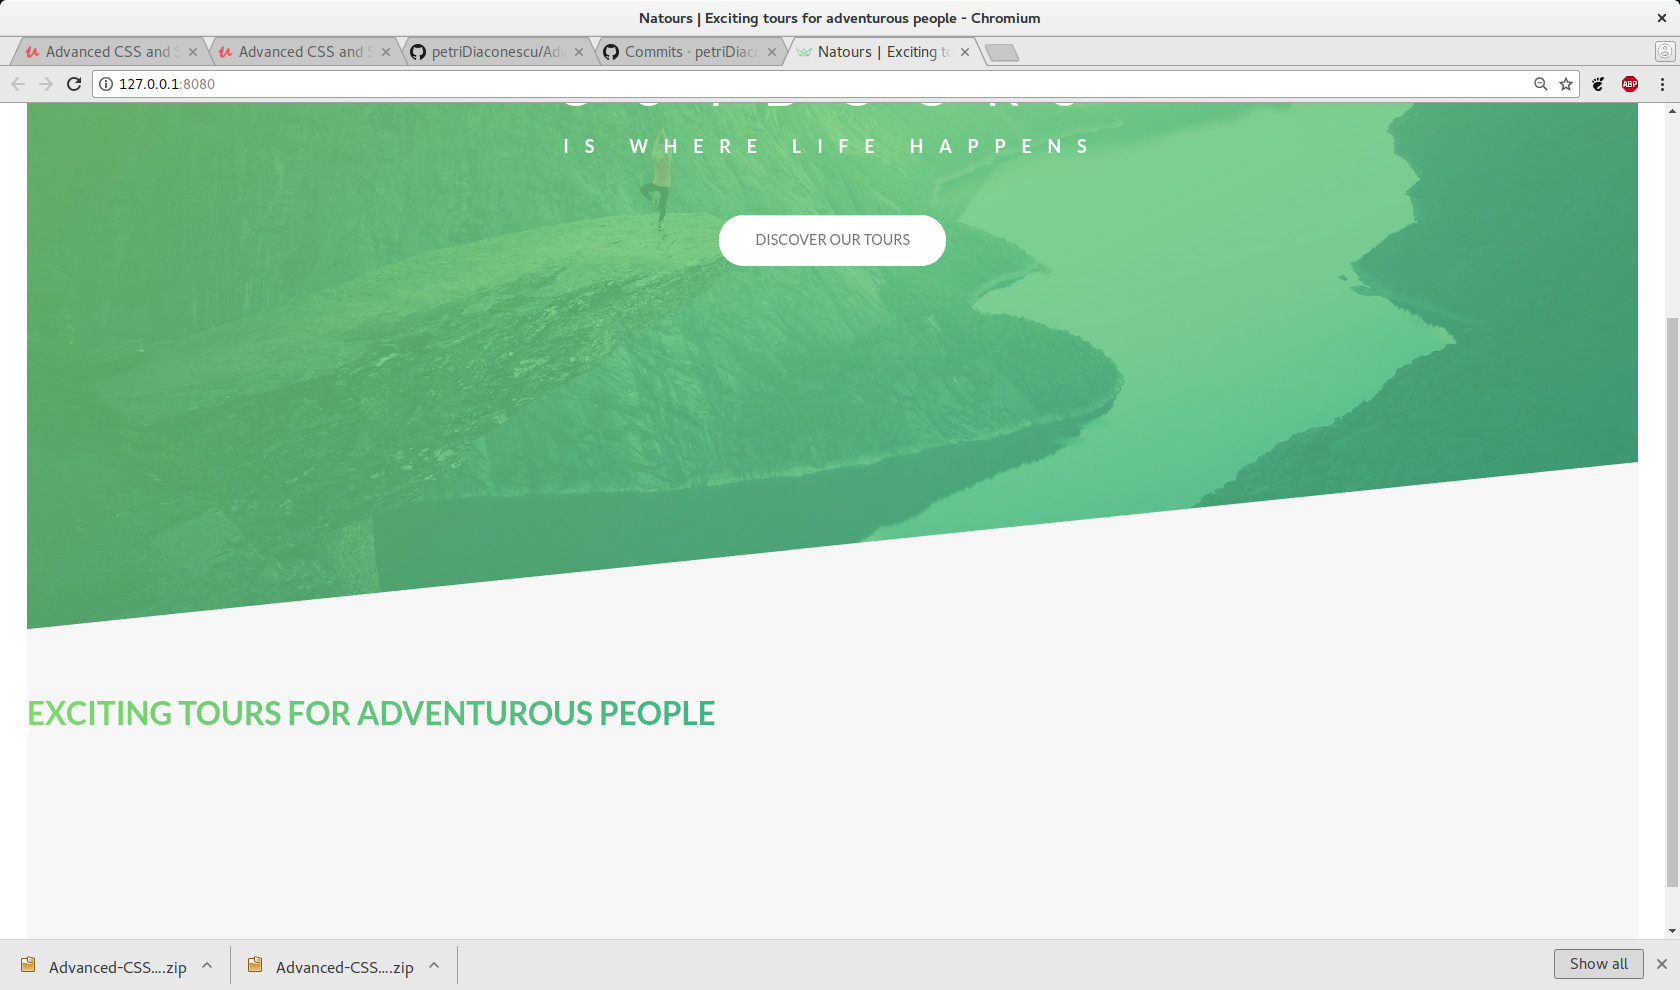 Natours | Exciting tours for adventurous people - Chromium
Advanced CSS and
Advanced CSS and
petriDiaconescu/Adv
Commits · petriDiac
Natours | Exciting to
127.0.0.1:8080
ABP
IS WHERE LIFE HAPPENS
DISCOVER OUR TOURS
EXCITING TOURS FOR ADVENTUROUS PEOPLE
Advanced-CSS....zip
Advanced-CSS....zip
Show all